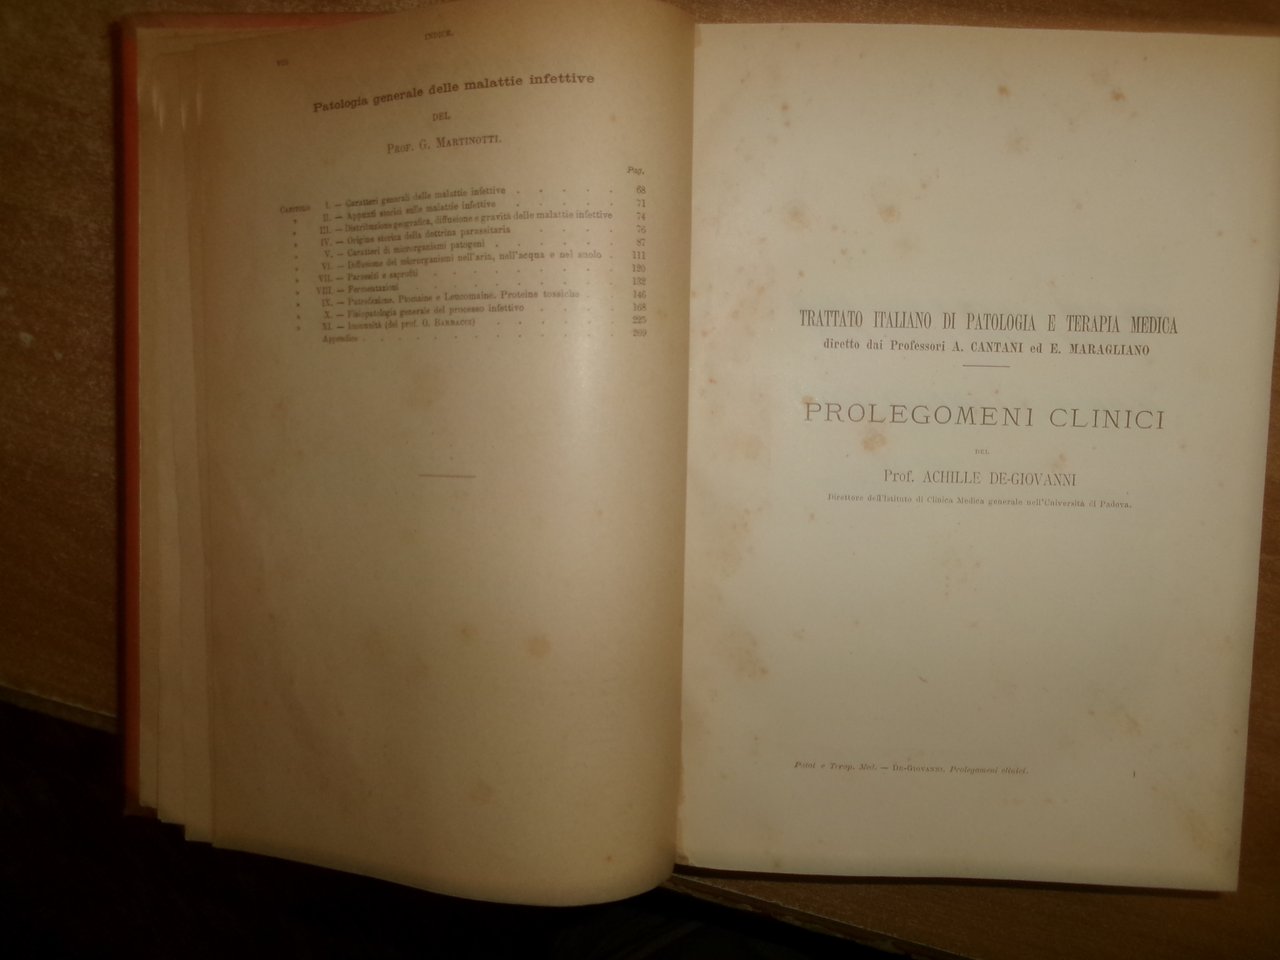 VIII
INDICE.
Patologia generale delle malattie infettive
DEL
PROF. G. MARTINOTTI.
Pag.
CAPITOLO I. — Caratteri generali delle malattie infettive . . . . . 68
» II. — Appunti storici sulle malattie infettive . . . . . 71
» III. — Distribuzione geografica, diffusione e gravità delle malattie infettive 74
» IV. — Origine storica della dottrina parassitaria . . . . 76
» V. — Caratteri di microrganismi patogeni . . . . . . 87
» VI. — Diffusione dei microrganismi nell'aria, nell'acqua e nel suolo . 111
» VII. — Parassiti e saprofiti . . . . . . . . 120
» VIII. — Fermentazioni . . . . . . . . . 132
» IX. — Putrefazione. Ptomaine e Leucomaine. Proteine tossiche . . 146
» X. — Fisiopatologia generale del processo infettivo . . . . 168
» XI. — Immunità (del prof. O. BARBACCI) . . . . . . 225
Appendice . . . . . . . . . . . 269
TRATTATO ITALIANO DI PATOLOGIA E TERAPIA MEDICA
diretto dai Professori A. CANTANI ed E. MARAGLIANO
PROLEGOMENI CLINICI
DEL
Prof. ACHILLE DE-GIOVANNI
Direttore dell'Istituto di Clinica Medica generale nell'Università di Padova.
Patol e Terap. Med. — DE-GIOVANNI. Prolegomeni clinici. 1